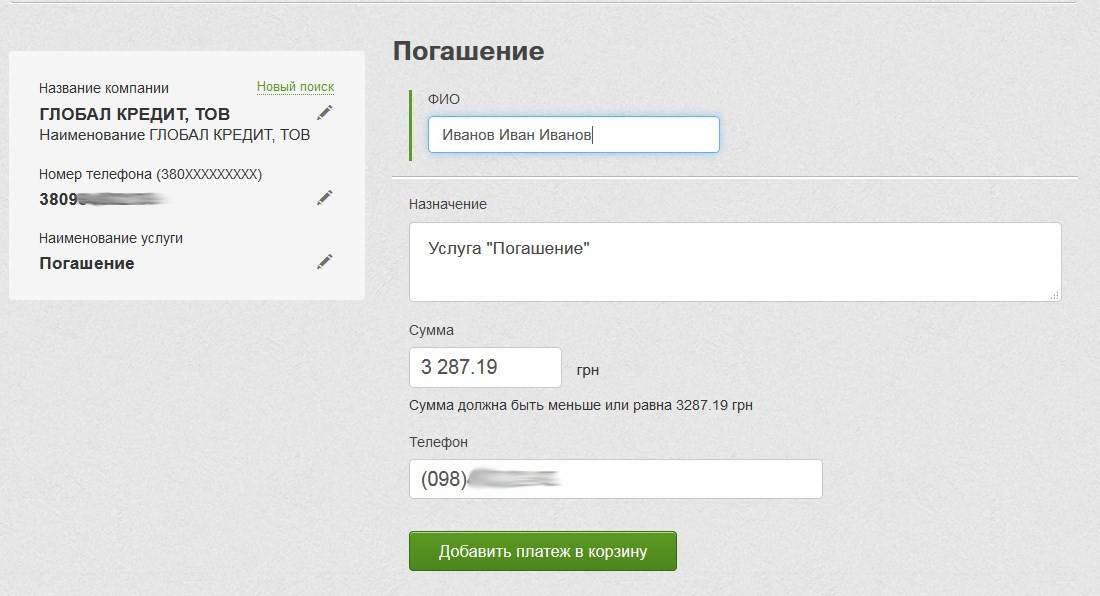 Название компании
Новый поиск
ГЛОБАЛ КРЕДИТ, ТОВ
Наименование ГЛОБАЛ КРЕДИТ, ТОВ
Номер телефона (380XXXXXXXXX)
3809
Наименование услуги
Погашение
Погашение
ФИО
Иванов Иван Иванов
Назначение
Услуга "Погашение"
Сумма
3 287.19 грн
Сумма должна быть меньше или равна 3287.19 грн
Телефон
(098)
Добавить платеж в корзину